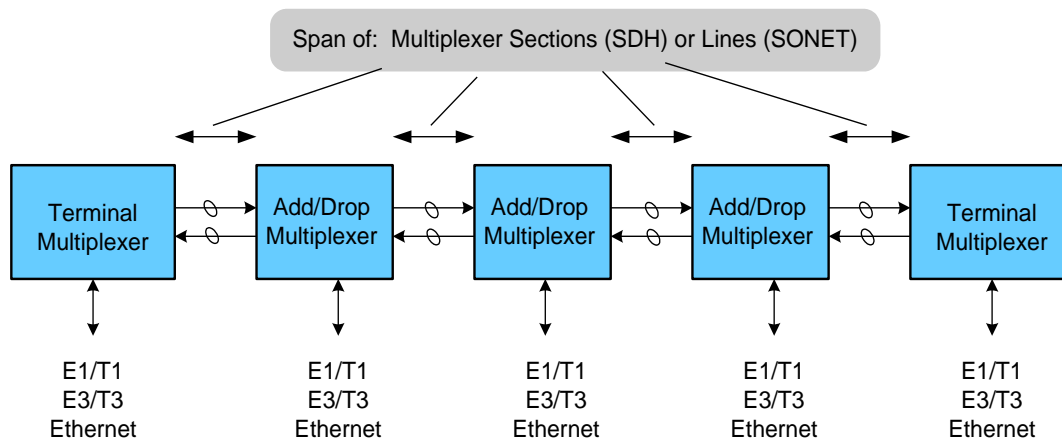 Span of: Multiplexer Sections (SDH) or Lines (SONET)
Terminal
Multiplexer
Add/Drop
Multiplexer
Add/Drop
Multiplexer
Add/Drop
Multiplexer
Terminal
Multiplexer
E1/T1
E3/T3
Ethernet
E1/T1
E3/T3
Ethernet
E1/T1
E3/T3
Ethernet
E1/T1
E3/T3
Ethernet
E1/T1
E3/T3
Ethernet